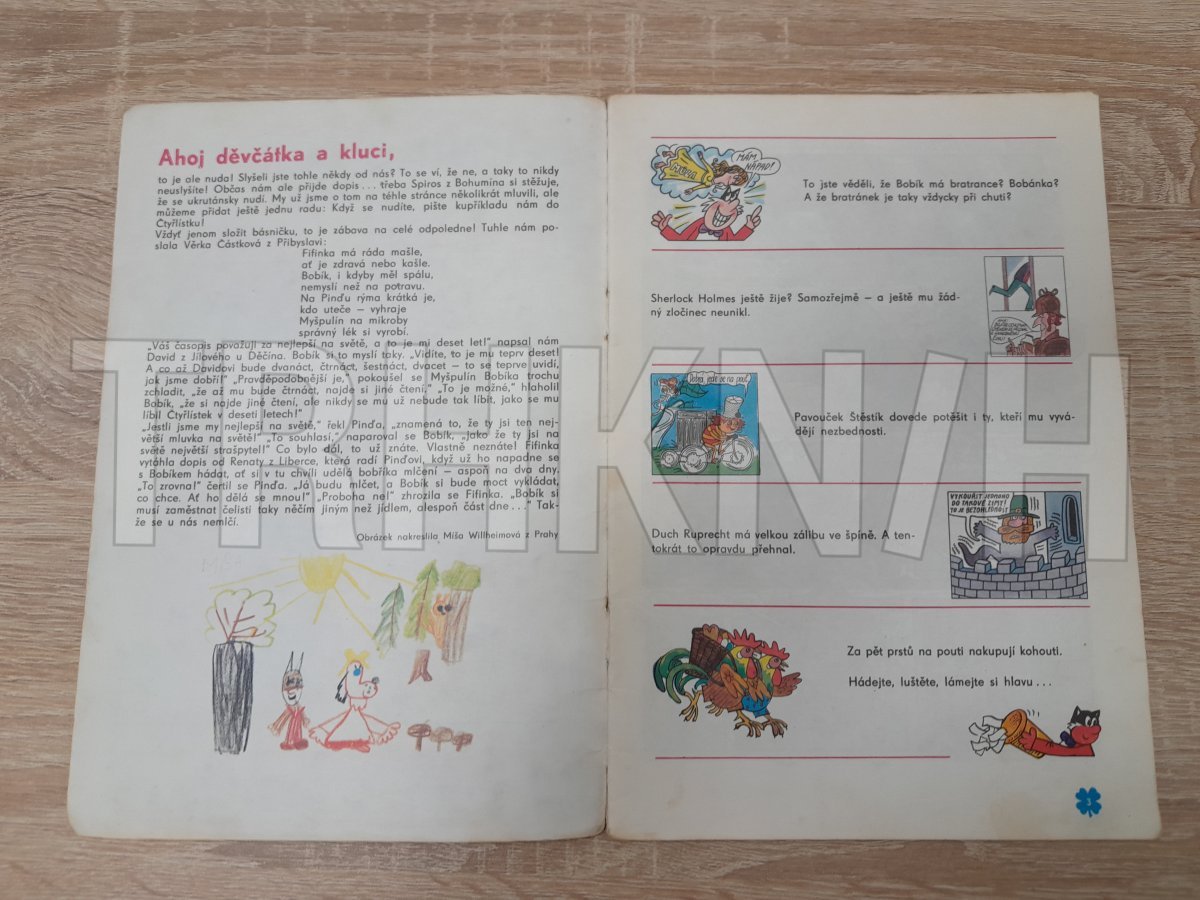 Ahoj děvčátka a kluci,
to je ale nuda! Slyšeli jste tohle někdy od nás? To se ví, že ne, a taky to nikdy
neuslyšíte! Občas nám ale přijde dopis... třeba Spiros z Bohumína si stěžuje,
že se ukrutánsky nudí. My už jsme o tom na téhle stránce několikrát mluvili, ale
můžeme přidat ještě jednu radu: Když se nudíte, pište kupříkladu nám do
Čtyřlístku!
Vždyť jenom složit básničku, to je zábava na celé odpoledne! Tuhle nám po-
slala Věrka Částková z Přibyslavi:
Fifinka má ráda mašle,
ať je zdravá nebo kašle.
Bobík, i kdyby měl spálu,
nemyslí než na potravu.
Na Pinďu rýma krátká je,
kdo uteče – vyhraje
Myšpulín na mikroby
správný lék si vyrobí.
„Váš časopis považuji za nejlepší na světě, a to je mi deset let!" napsal nám
David z Jílového u Děčína. Bobík si to myslí taky. „Vidíte, to je mu teprv deset!
A co až Davidovi bude dvanáct, čtrnáct, šestnáct, dvacet — to se teprve uvidí,
jak jsme dobří!" „Pravděpodobnější je," pokoušel se Myšpulín Bobíka trochu
zchladit, „že až mu bude čtrnáct, najde si jiné čtení," „To je možné," hlaholil
Bobík, „že si najde jiné čtení, ale nikdy se mu už nebude tak líbit, jako se mu
líbil Čtyřlístek v deseti letech!"
„Jestli jsme my nejlepší na světě," řekl Pinďa, „znamená to, že ty jsi ten nej-
větší mluvka na světě!" „To souhlasí," naparoval se Bobík, „jako že ty jsi na
světě největší strašpytel!" Co bylo dál, to už znáte. Vlastně neznáte! Fifinka
vytáhla dopis od Renaty z Liberce, která radí Pinďovi, když už ho napadne se
s Bobíkem hádat, ať si v tu chvíli udělá bobříka mlčení — aspoň na dva dny.
„To zrovna!" čertil se Pinďa. „Já budu mlčet, a Bobík si bude moct vykládat,
co chce. Ať ho dělá se mnou!" „Proboha ne!" zhrozila se Fifinka. „Bobík si
musí zaměstnat čelisti taky něčím jiným než jídlem, alespoň část dne..." Tak-
že se u nás nemlčí.
Obrázek nakreslila Míša Willheimová z Prahy
MÍŠA
MÁM NÁPAD!
MÚZA
To jste věděli, že Bobík má bratrance? Bobánka?
A že bratránek je taky vždycky při chuti?
Sherlock Holmes ještě žije? Samozřejmě — a ještě mu žád-
ný zločinec neunikl.
Dobrá, jede se na pouť.
Pavouček Štěstík dovede potěšit i ty, kteří mu vyvá-
dějí nezbednosti.
VYKOUŘIT JEDNOHO
DO TAKOVÉ ZIMY!
TO JE BEZOHLEDNOST
Duch Ruprecht má velkou zálibu ve špíně. A ten-
tokrát to opravdu přehnal.
Za pět prstů na pouti nakupují kohouti.
Hádejte, luštěte, lámejte si hlavu...
3
TRHKNIH